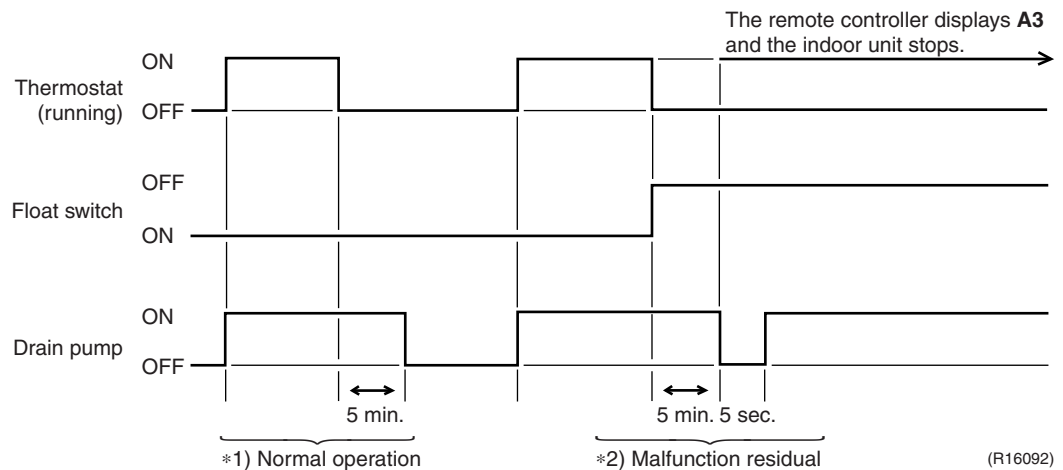 The remote controller displays A3
and the indoor unit stops.
ON
Thermostat
(running)
OFF
OFF
Float switch
ON
ON
Drain pump
OFF
5 min.
5 min. 5 sec.
*1) Normal operation
*2) Malfunction residual
(R16092)